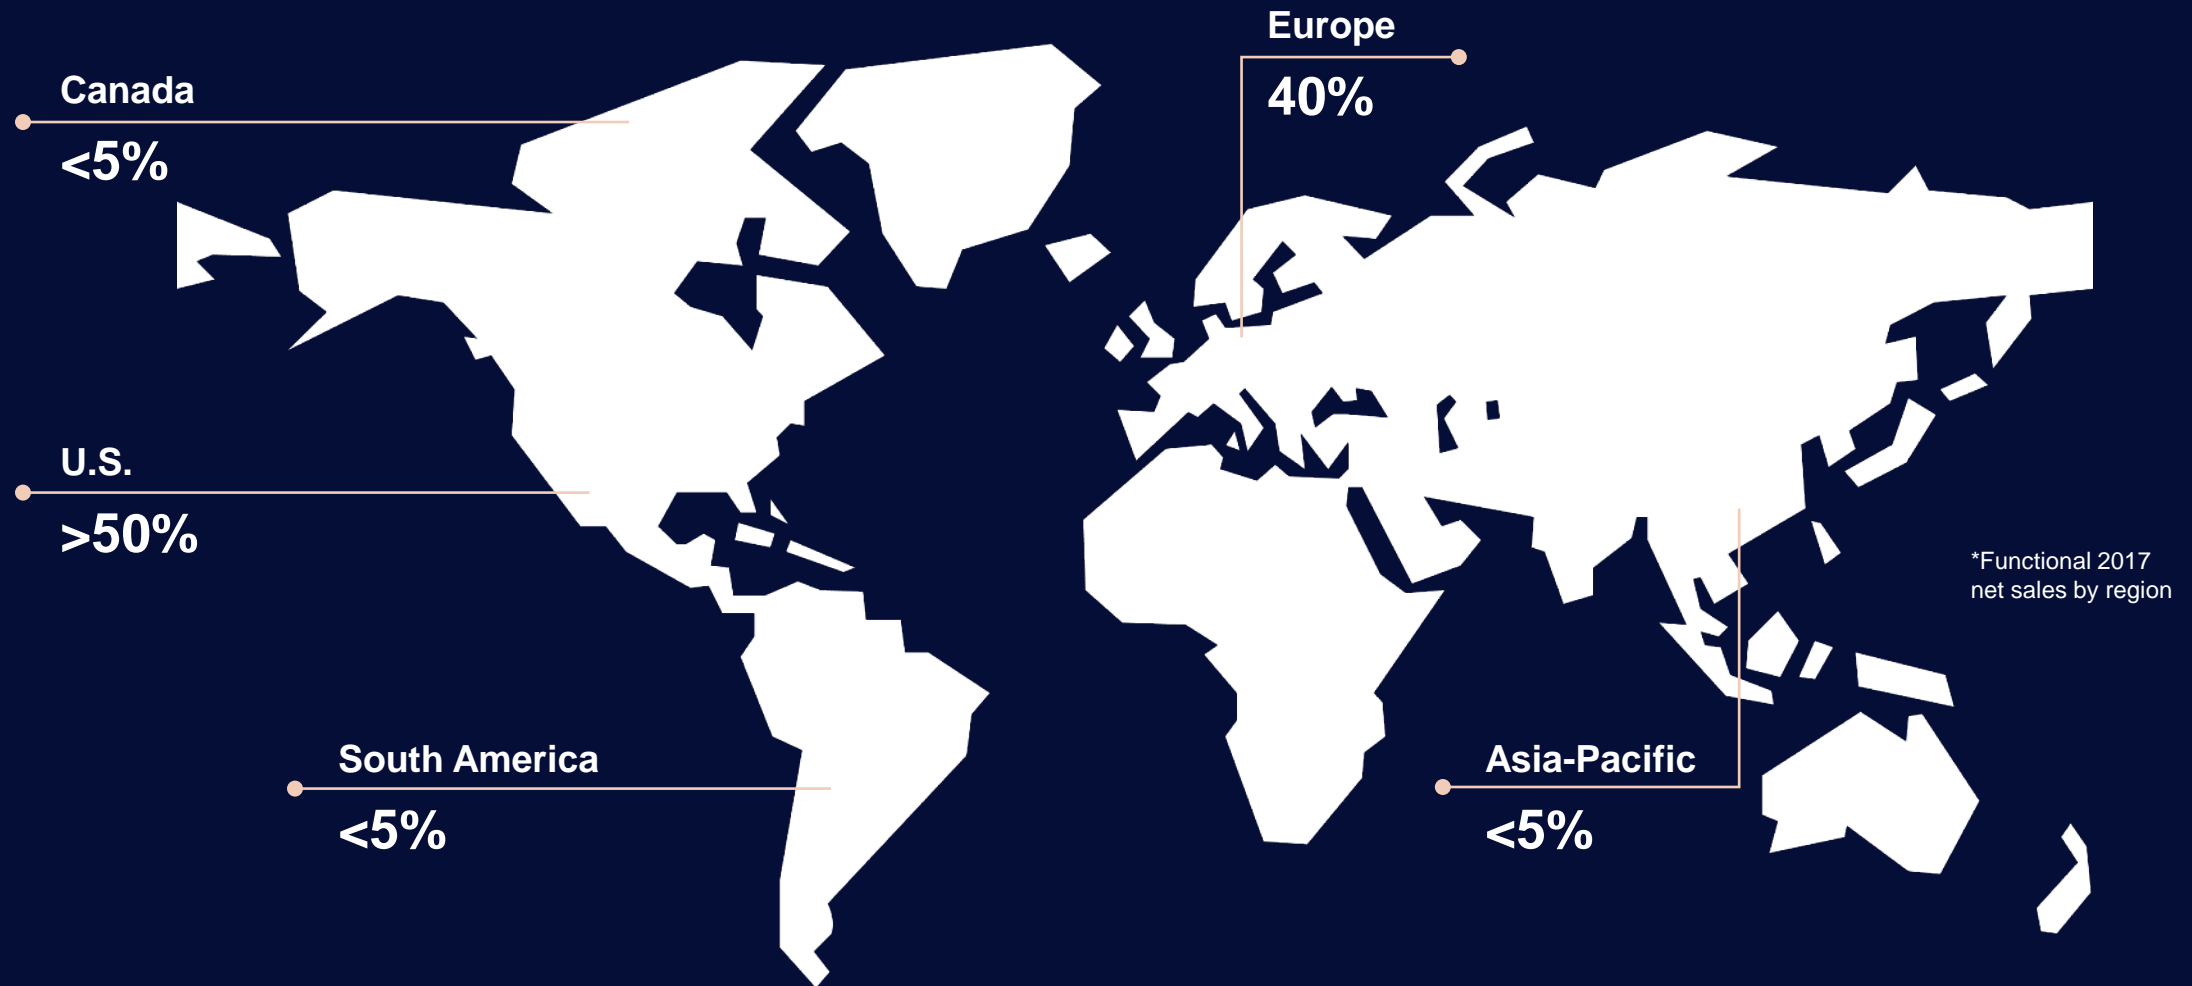 Europe
40%
Canada
<5%
U.S.
>50%
*Functional 2017
net sales by region
South America
<5%
Asia-Pacific
<5%